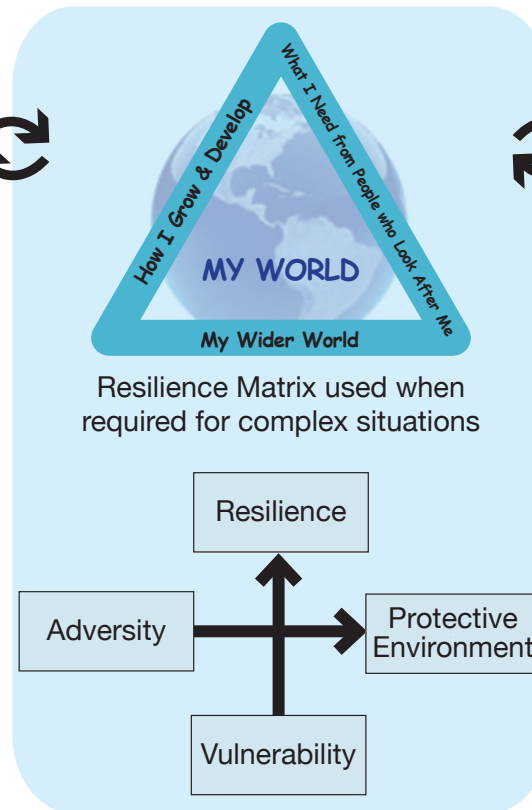 How I Grow & Develop
What I Need from People who Look After Me
MY WORLD
My Wider World
Resilience Matrix used when
required for complex situations
Resilience
Adversity
Protective
Environment
Vulnerability